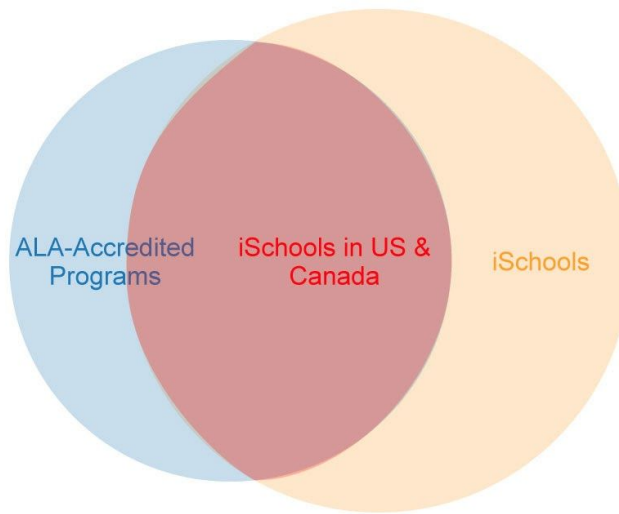 ALA-Accredited
Programs
iSchools in US &
Canada
iSchools